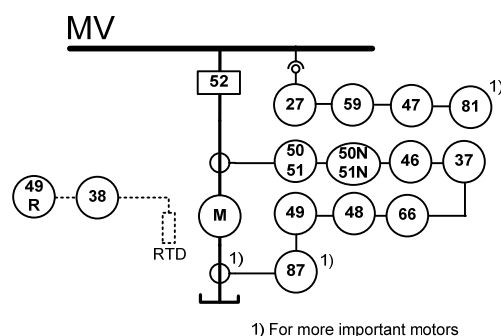 MV
52
27 59 47 81 1)
50
51
50N
51N
46 37
49
R
38
M
49 48 66
RTD
1)
87
1)
1) For more important motors